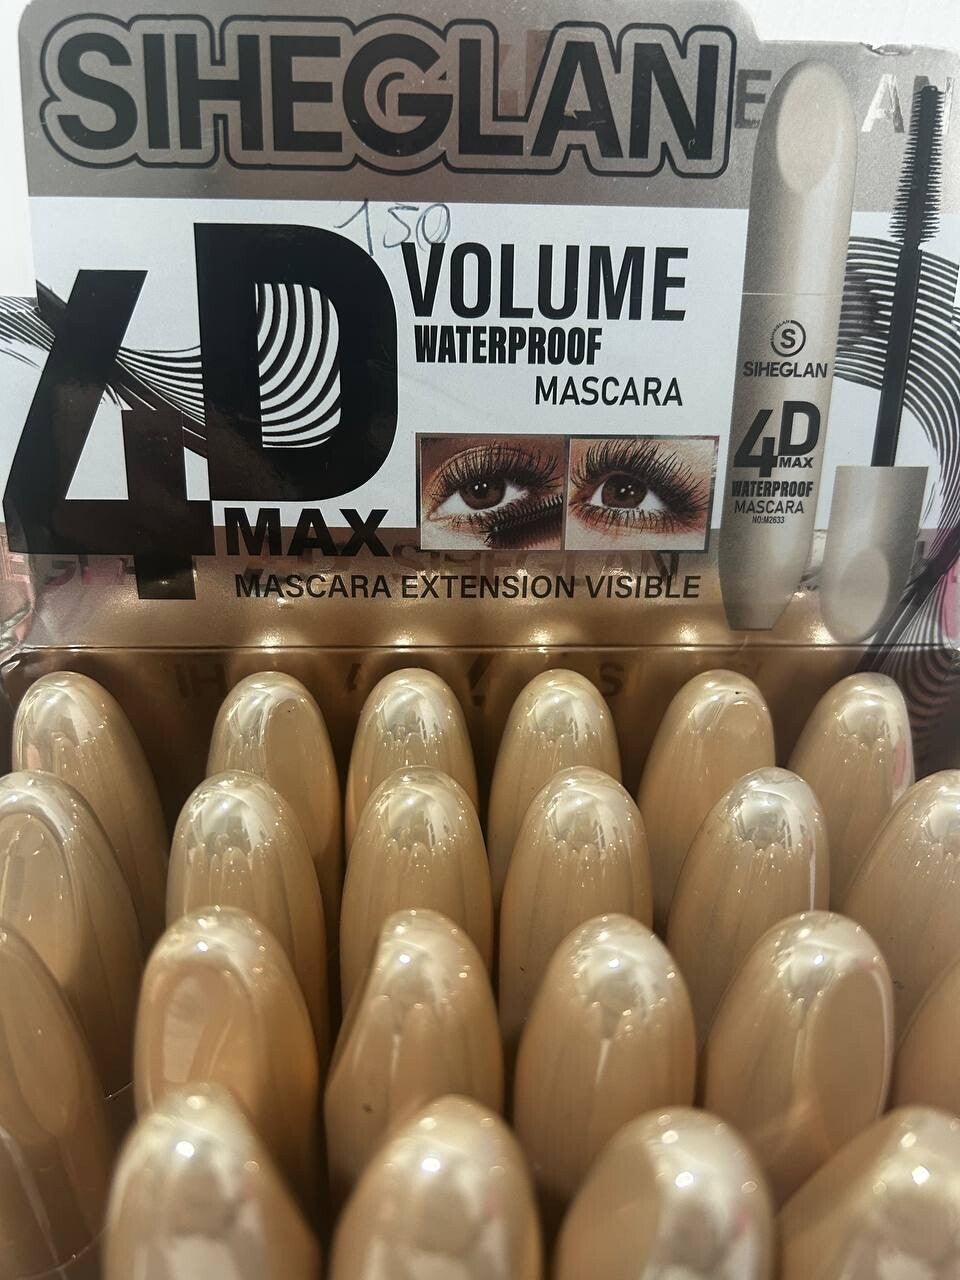 SIHEGLAN
150
4D
VOLUME
WATERPROOF
MASCARA
MAX
MASCARA EXTENSION VISIBLE
S
SIHEGLAN
4D
MAX
WATERPROOF
MASCARA
NO:M2633